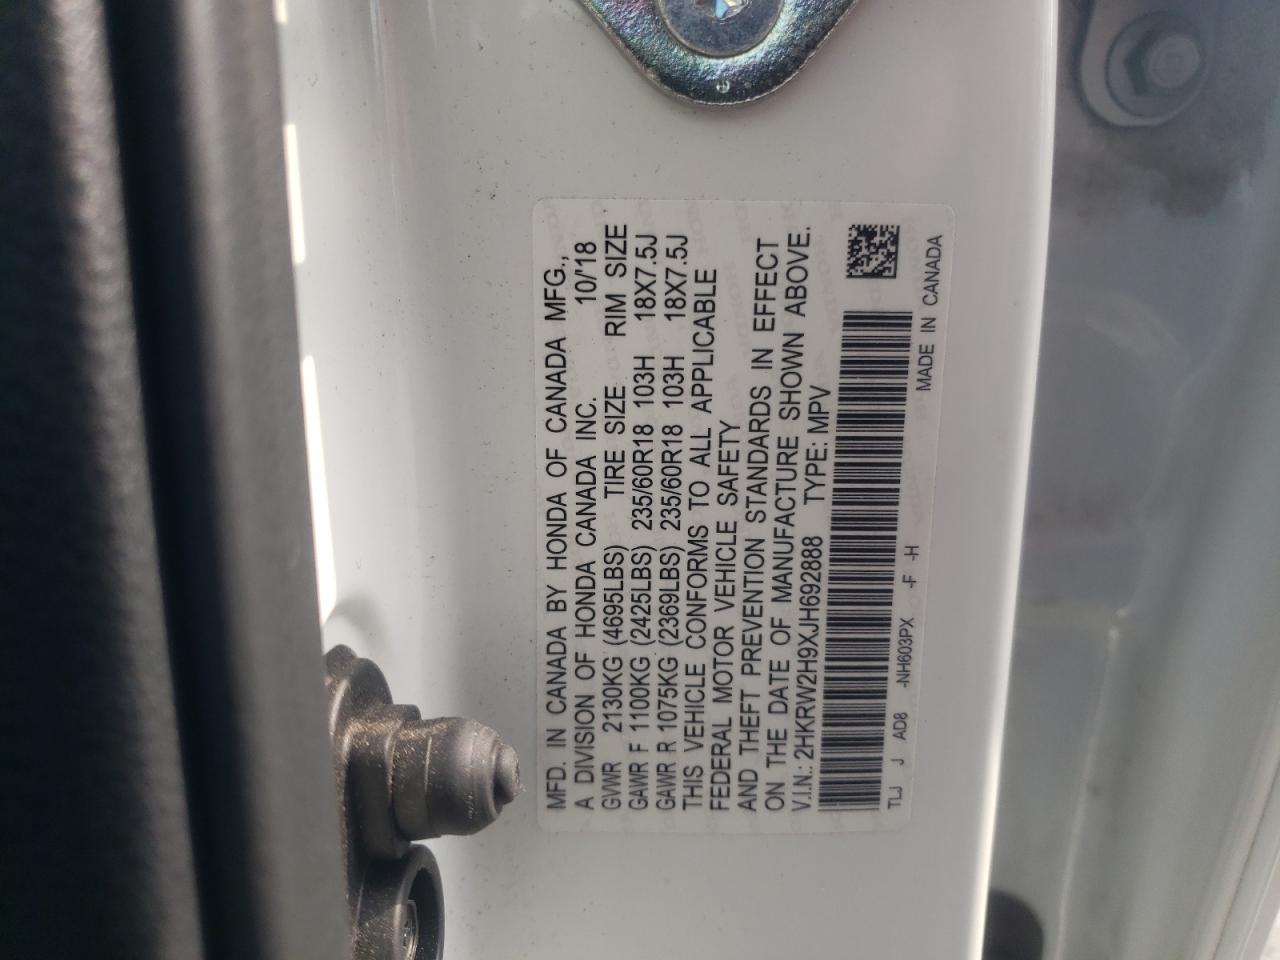 MFD. IN CANADA BY HONDA OF CANADA MFG.,
A DIVISION OF HONDA CANADA INC. 10/'18
GVWR 2130KG (4695LBS) TIRE SIZE RIM SIZE
GAWR F 1100KG (2425LBS) 235/60R18 103H 18X7.5J
GAWR R 1075KG (2369LBS) 235/60R18 103H 18X7.5J
THIS VEHICLE CONFORMS TO ALL APPLICABLE
FEDERAL MOTOR VEHICLE SAFETY
AND THEFT PREVENTION STANDARDS IN EFFECT
ON THE DATE OF MANUFACTURE SHOWN ABOVE.
V.I.N.: 2HKRW2H9XJH692888 TYPE: MPV
TLJ J AD8 -NH603PX -F -H
MADE IN CANADA